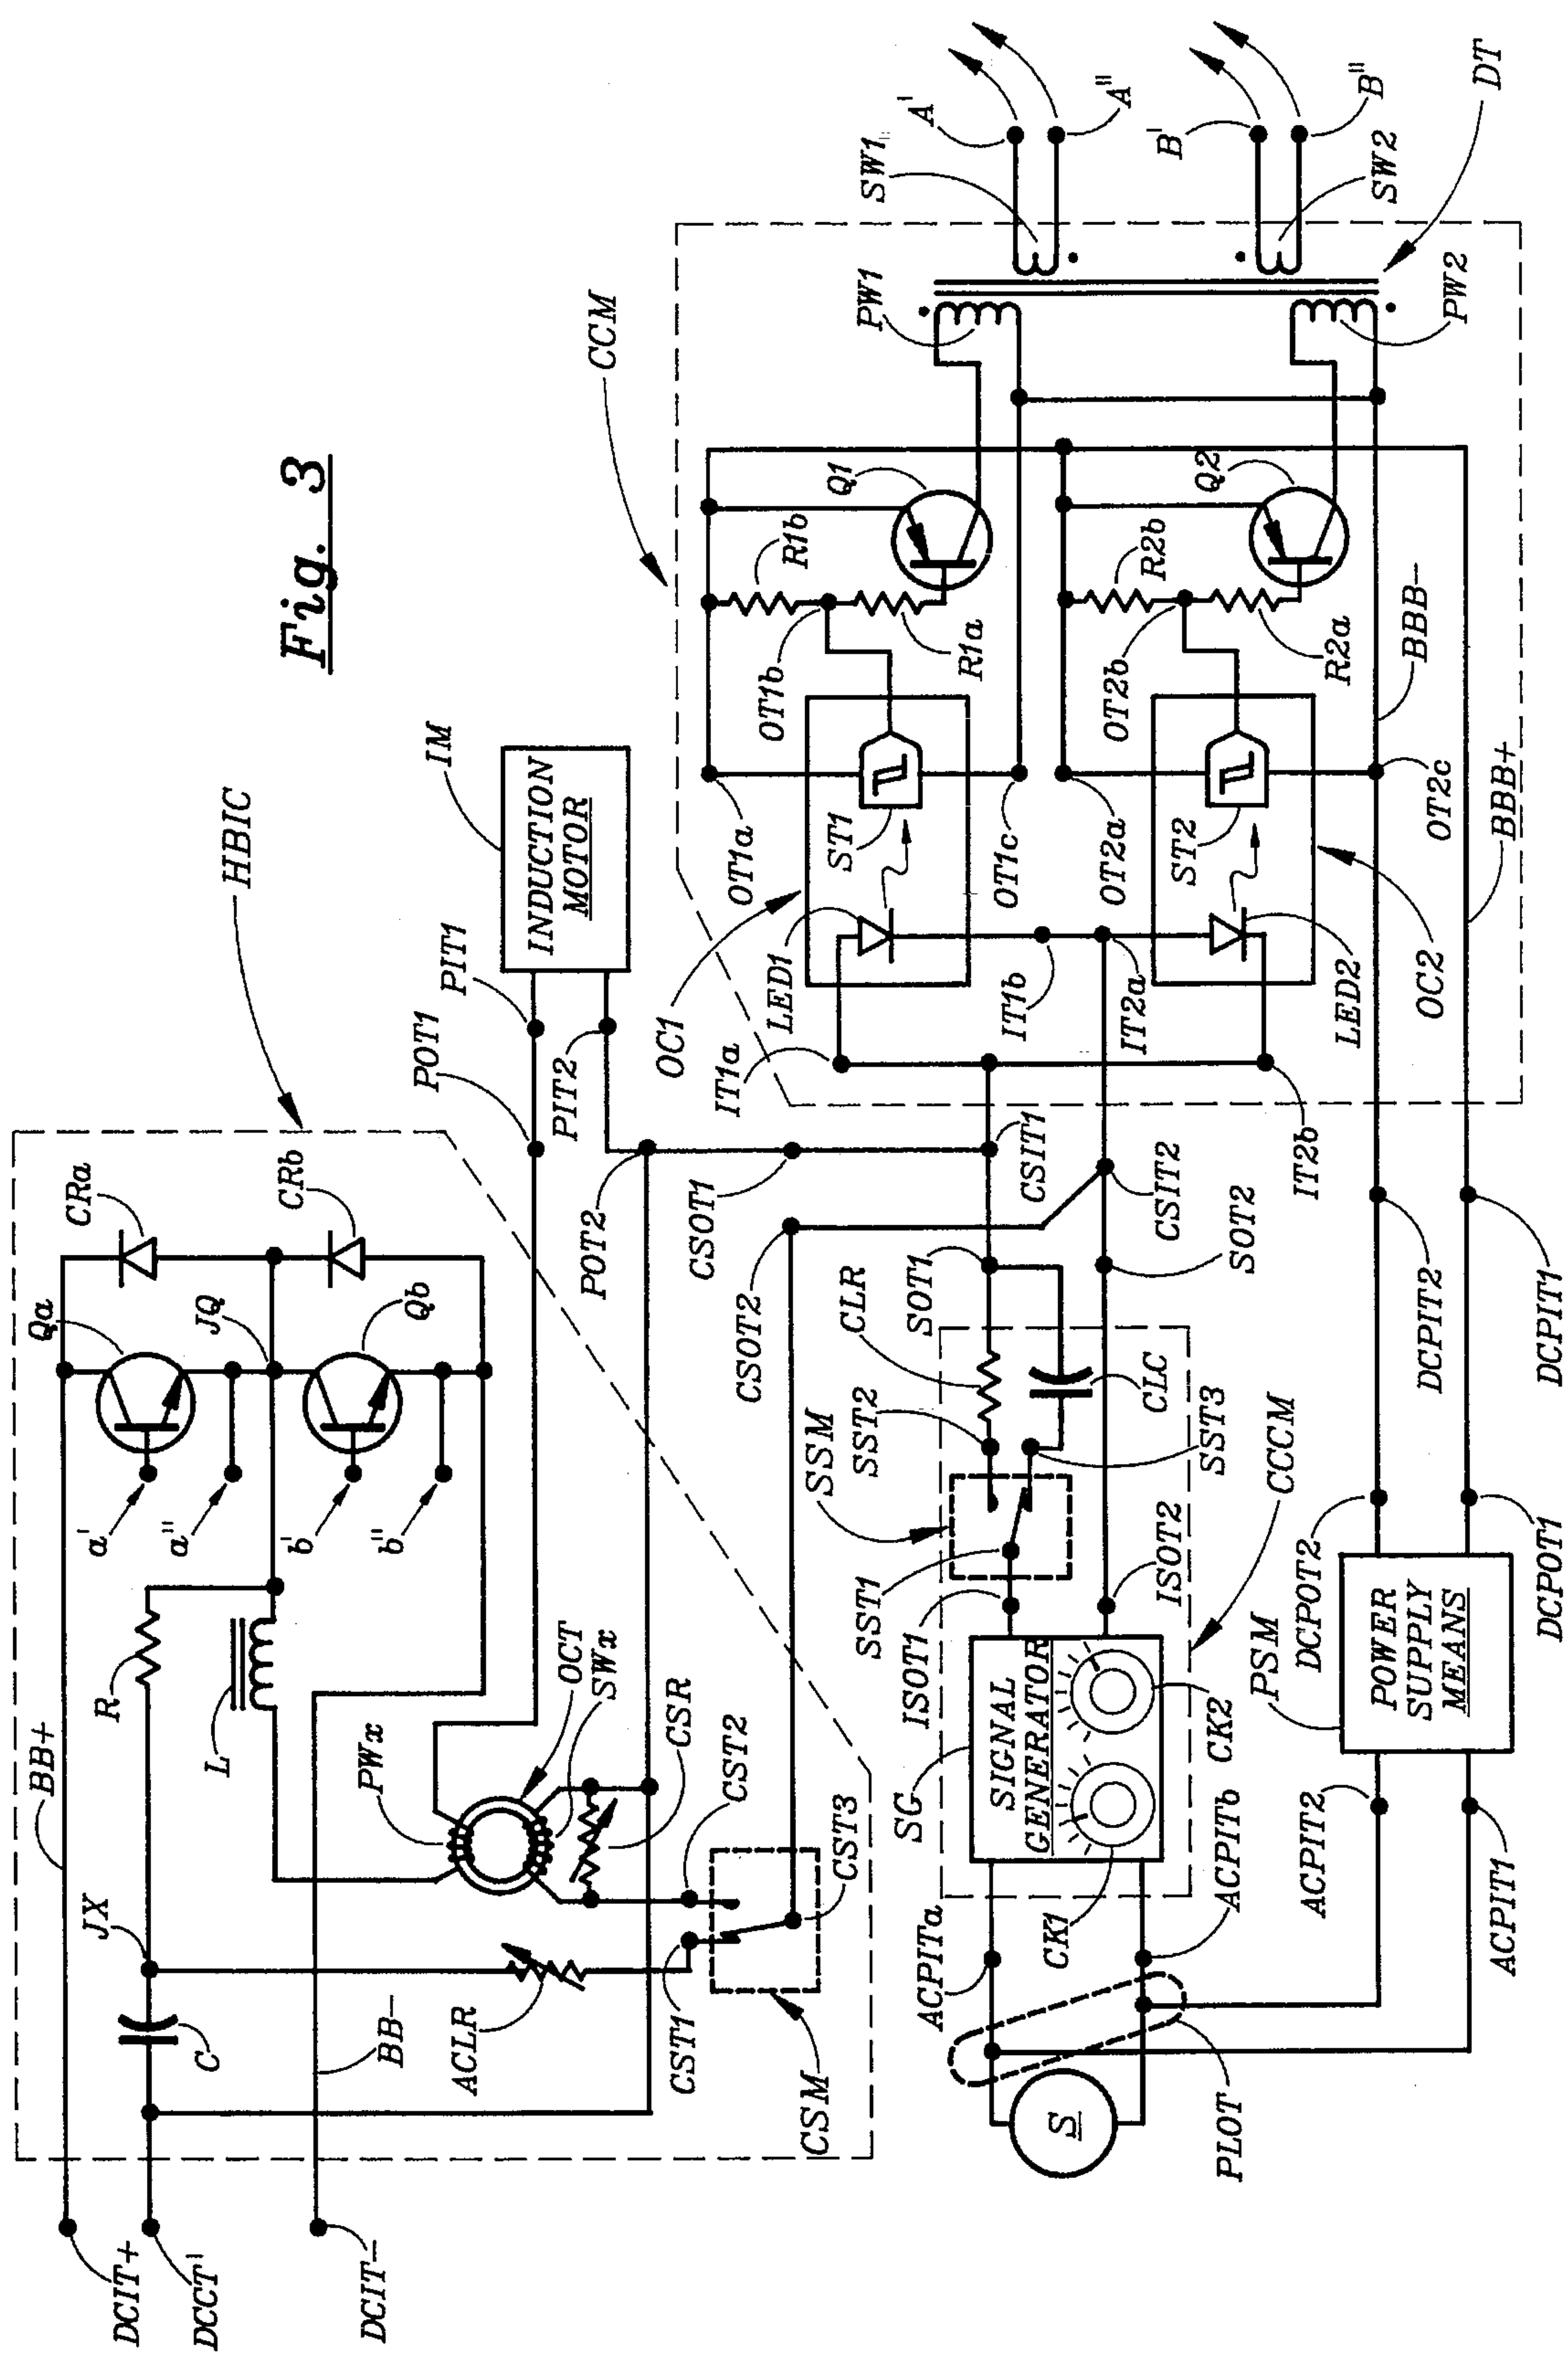 Fig. 3
HBIC
CRa
CRb
Qa
JQ
Qb
a'
a"
b'
b"
R
L
BB+
PWx
OCT
SWx
CSR
CST2
CST3
JX
C
BB−
ACLR
CST1
CSM
DCIT+
DCCT'
DCIT−
IM
INDUCTION
MOTOR
PIT1
POT1
PIT2
POT2
CSOT1
CSOT2
CCM
A'
A"
SW1
B'
B"
SW2
DT
PW1
PW2
Q1
R1b
OT1b
R1a
Q2
R2b
OT2b
R2a
BBB−
OT1a
ST1
OT1c
OT2a
ST2
OT2c
BBB+
OC1
LED1
IT1b
IT2a
LED2
OC2
IT1a
CSIT1
CSIT2
IT2b
SOT1
SOT2
CLR
CLC
SST2
SST3
SSM
CCCM
SST1
ISOT1
ISOT2
SG
SIGNAL
GENERATOR
CK2
CK1
DCPIT2
DCPIT1
DCPOT2
DCPOT1
PSM
POWER
SUPPLY
MEANS
ACPIT2
ACPIT1
ACPITa
ACPITb
S
PLOT